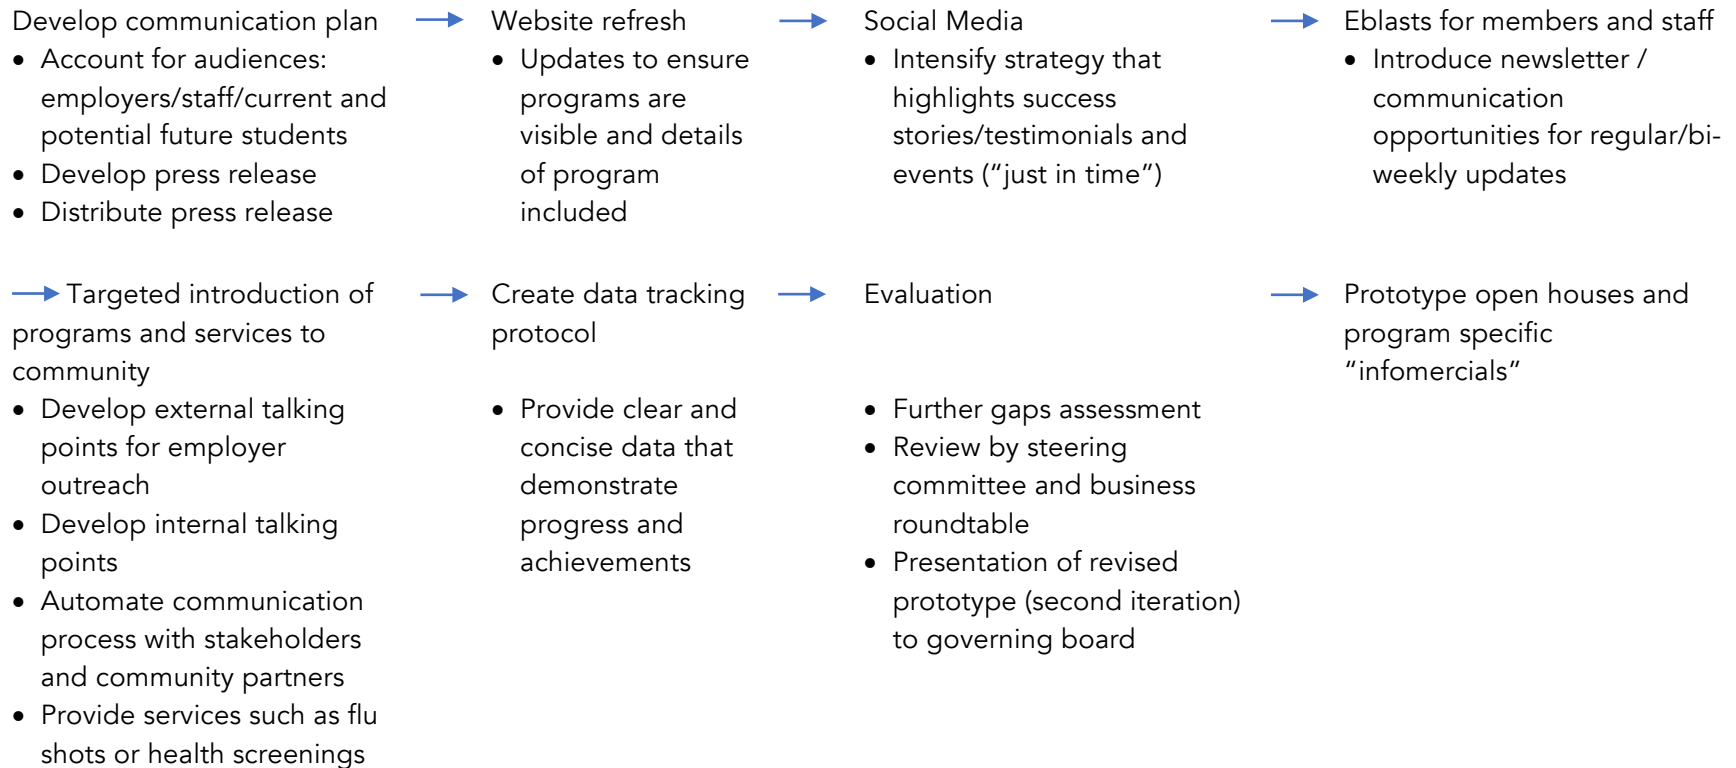 Develop communication plan
• Account for audiences:
employers/staff/current and
potential future students
• Develop press release
• Distribute press release
Website refresh
• Updates to ensure
programs are
visible and details
of program
included
Social Media
• Intensify strategy that
highlights success
stories/testimonials and
events (“just in time”)
Eblasts for members and staff
• Introduce newsletter /
communication
opportunities for regular/bi-
weekly updates
Targeted introduction of
programs and services to
community
• Develop external talking
points for employer
outreach
• Develop internal talking
points
• Automate communication
process with stakeholders
and community partners
• Provide services such as flu
shots or health screenings
Create data tracking
protocol
• Provide clear and
concise data that
demonstrate
progress and
achievements
Evaluation
• Further gaps assessment
• Review by steering
committee and business
roundtable
• Presentation of revised
prototype (second iteration)
to governing board
Prototype open houses and
program specific
“infomercials”